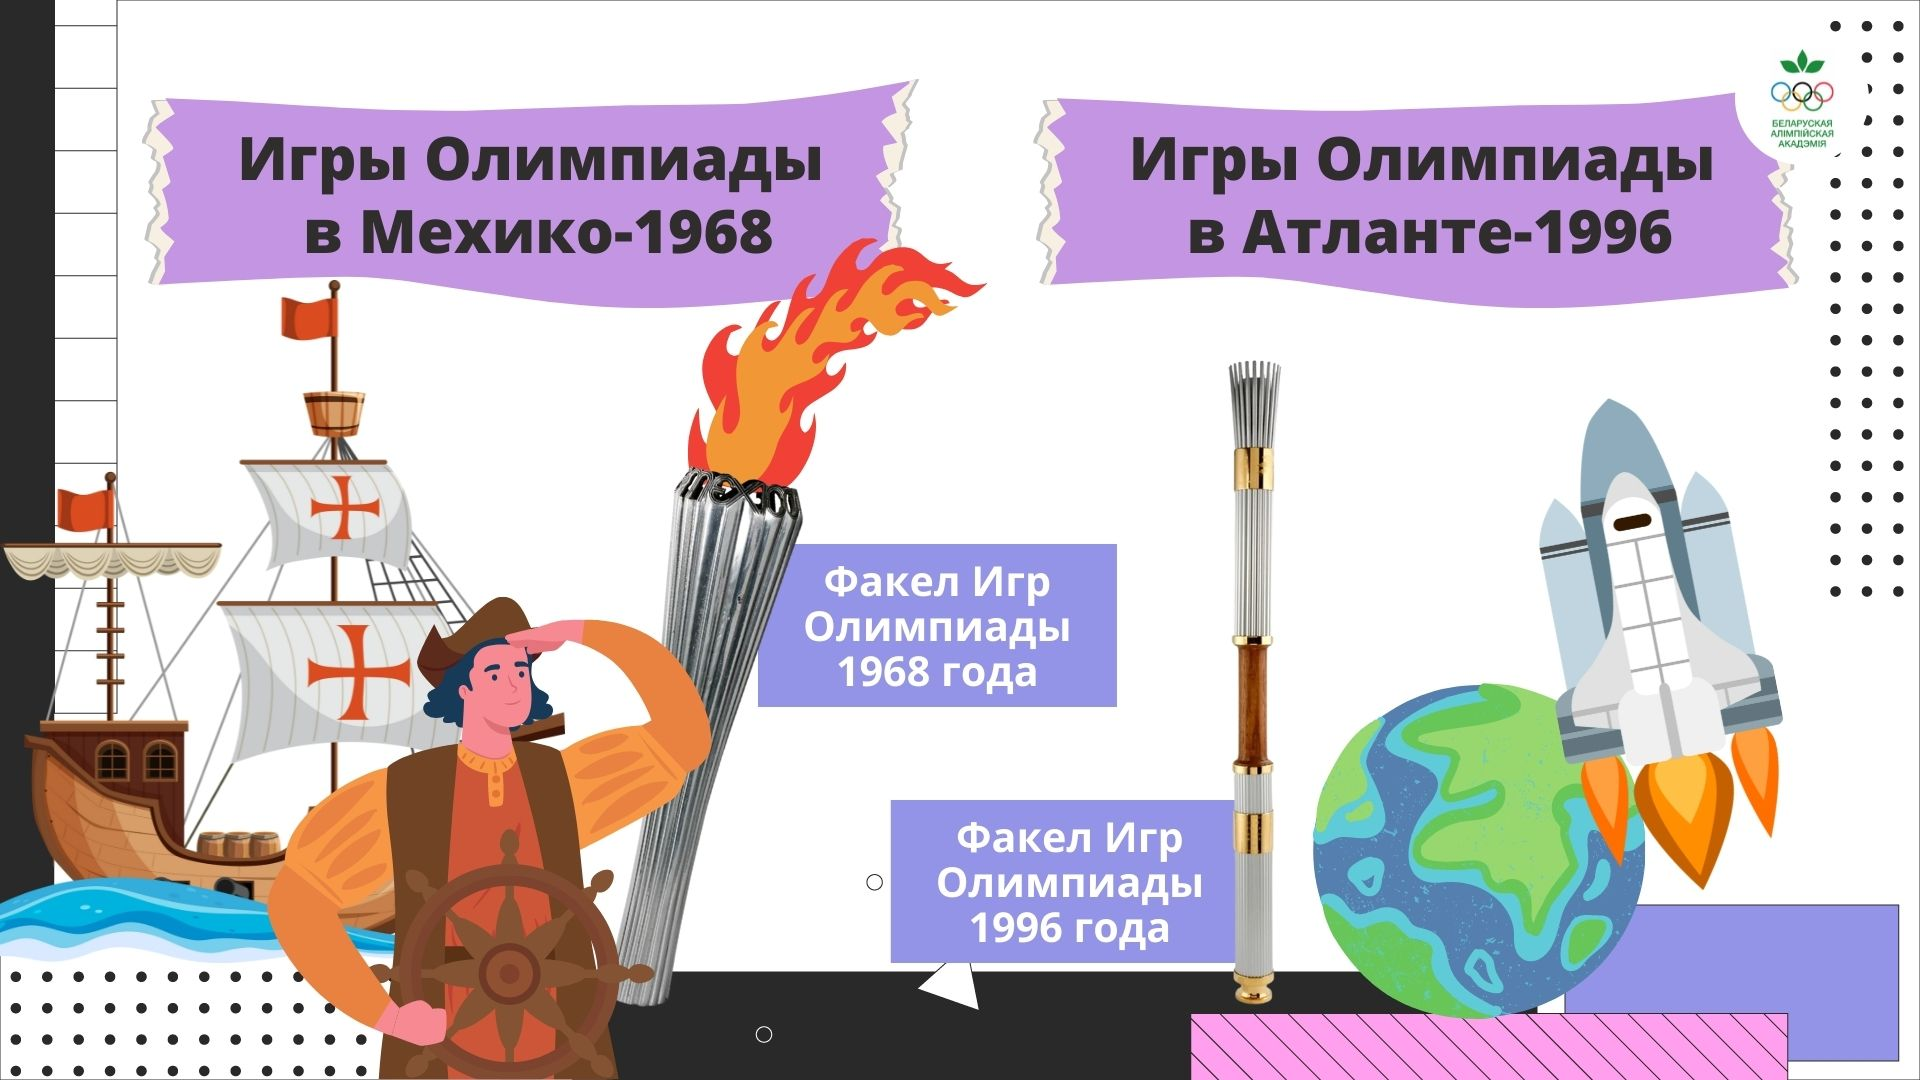 Игры Олимпиады
в Мехико-1968
Игры Олимпиады
в Атланте-1996
БЕЛАРУСКАЯ
АЛІМПІЙСКАЯ
АКАДЭМІЯ
Факел Игр
Олимпиады
1968 года
Факел Игр
Олимпиады
1996 года